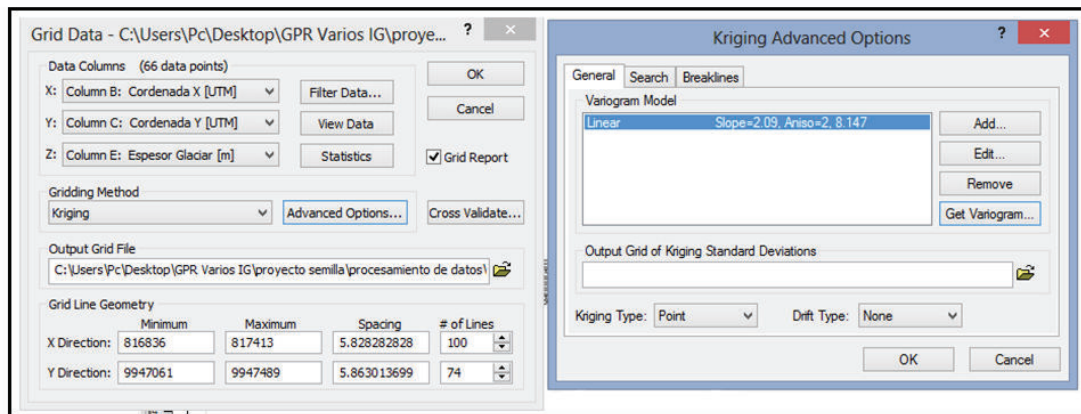 Grid Data - C:\Users\Pc\Desktop\GPR Varios IG\proye... ?
Data Columns (66 data points)
X: Column B: Cordenada X [UTM] Filter Data...
Y: Column C: Cordenada Y [UTM] View Data
Z: Column E: Espesor Glaciar [m] Statistics
OK
Cancel
Grid Report
Gridding Method
Kriging Advanced Options... Cross Validate...
Output Grid File
C:\Users\Pc\Desktop\GPR Varios IG\proyecto semilla\procesamiento de datos\
Grid Line Geometry
Minimum Maximum Spacing # of Lines
X Direction: 816836 817413 5.828282828 100
Y Direction: 9947061 9947489 5.863013699 74
Kriging Advanced Options ?
General Search Breaklines
Variogram Model
Linear Slope=2.09, Aniso=2, 8.147
Add...
Edit...
Remove
Get Variogram...
Output Grid of Kriging Standard Deviations
Kriging Type: Point Drift Type: None
OK Cancel